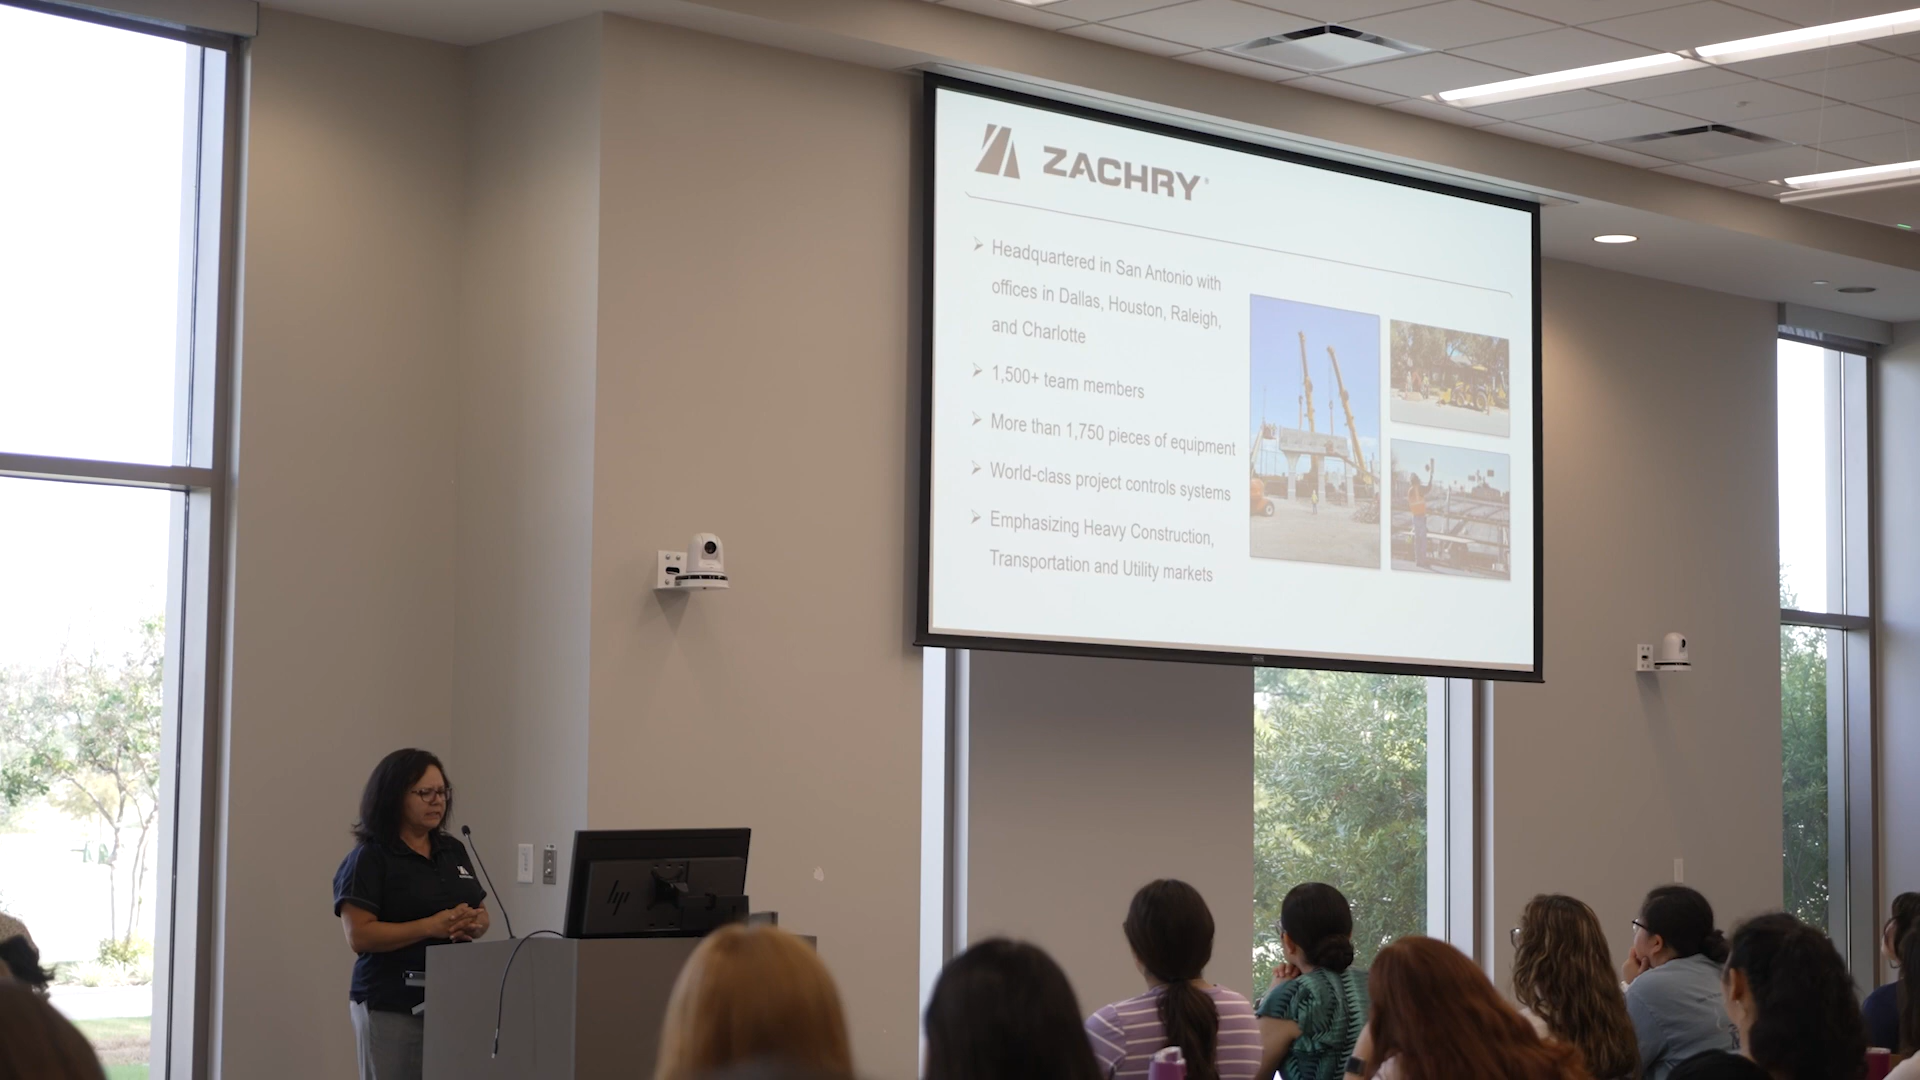 ZACHRY
➢ Headquartered in San Antonio with
offices in Dallas, Houston, Raleigh,
and Charlotte
➢ 1,500+ team members
➢ More than 1,750 pieces of equipment
➢ World-class project controls systems
➢ Emphasizing Heavy Construction,
Transportation and Utility markets
hp